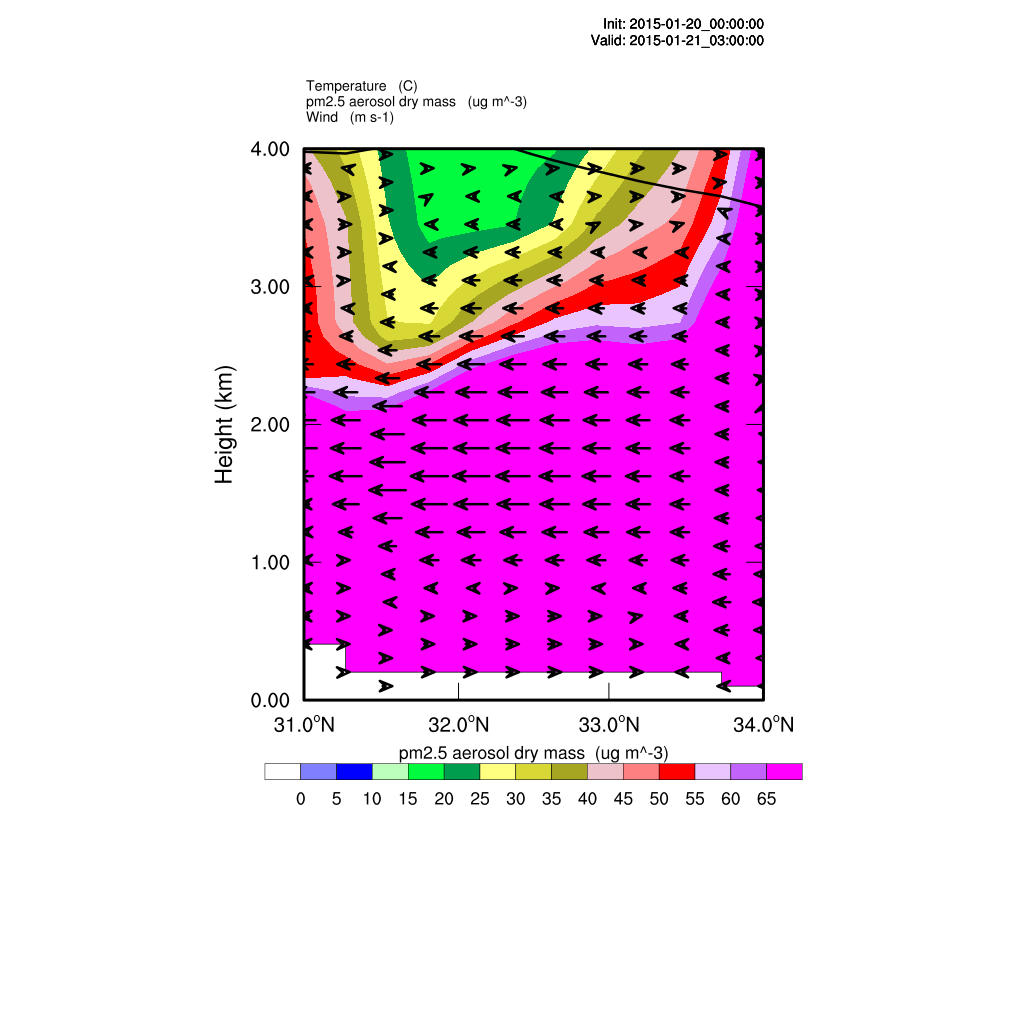 Init: 2015-01-20_00:00:00
Valid: 2015-01-21_03:00:00
Temperature (C)
pm2.5 aerosol dry mass (ug m^-3)
Wind (m s-1)
4.00
3.00
2.00
1.00
0.00
Height (km)
31.0°N 32.0°N 33.0°N 34.0°N
pm2.5 aerosol dry mass (ug m^-3)
0 5 10 15 20 25 30 35 40 45 50 55 60 65